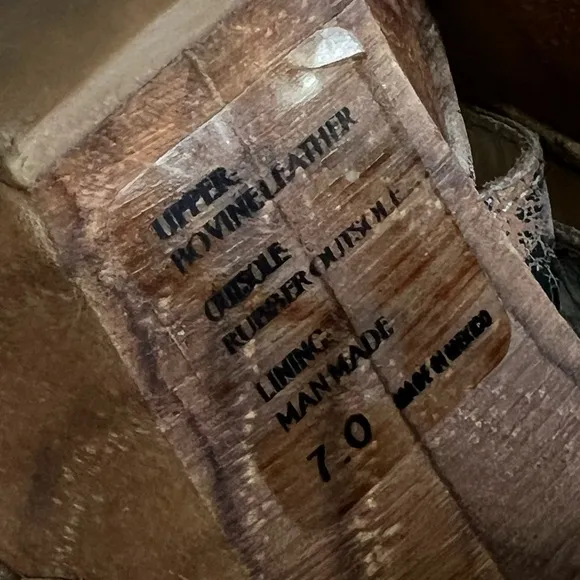 UPPER:
BOVINE LEATHER
OUTSOLE
RUBBER OUTSOLE
LINING:
MAN MADE
7.0
MADE IN MEXICO